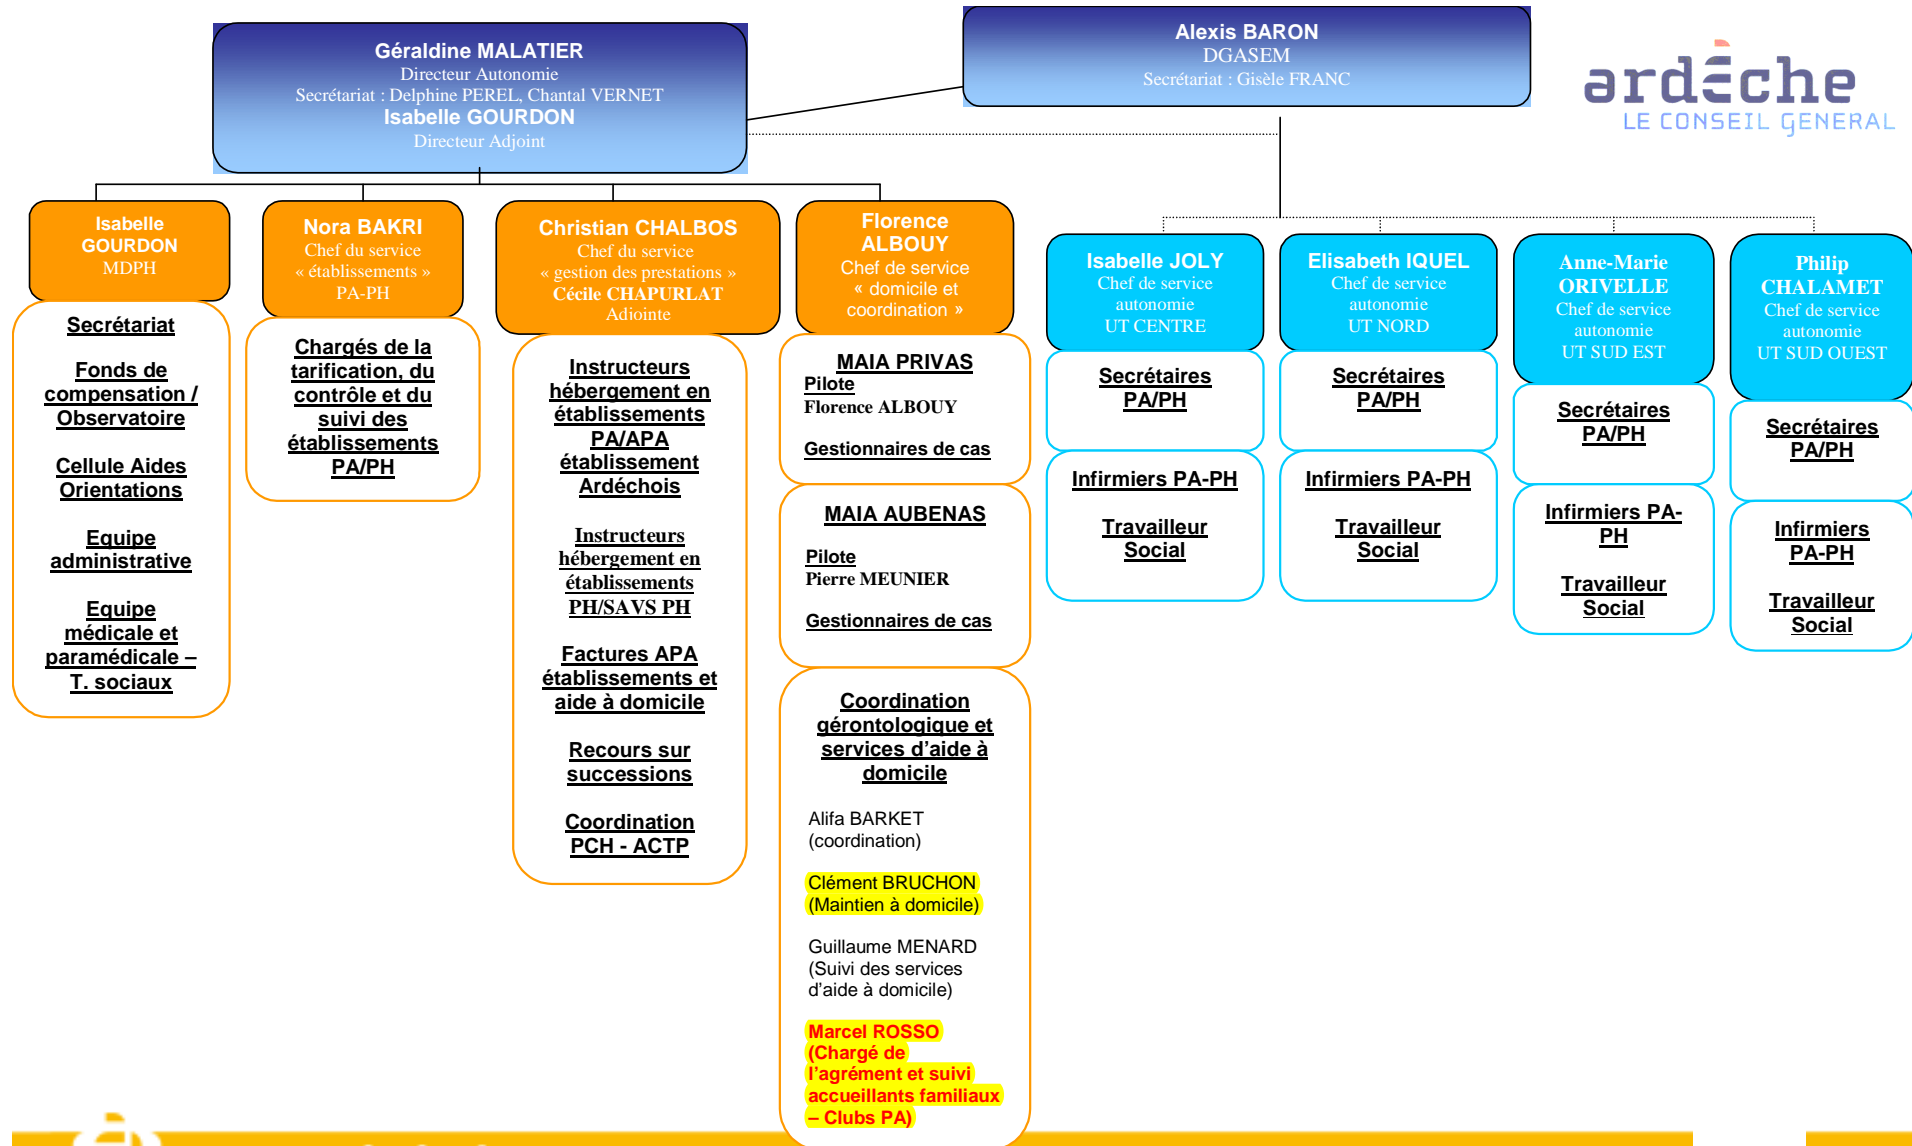 Géraldine MALATIER
Directeur Autonomie
Secrétariat : Delphine PEREL, Chantal VERNET
Isabelle GOURDON
Directeur Adjoint
Alexis BARON
DGASEM
Secrétariat : Gisèle FRANC
ardèche
LE CONSEIL GENERAL
Isabelle
GOURDON
MDPH
Secrétariat
Fonds de
compensation /
Observatoire
Cellule Aides
Orientations
Equipe
administrative
Equipe
médicale et
paramédicale –
T. sociaux
Nora BAKRI
Chef du service
« établissements »
PA-PH
Chargés de la
tarification, du
contrôle et du
suivi des
établissements
PA/PH
Christian CHALBOS
Chef du service
« gestion des prestations »
Cécile CHAPURLAT
Adjointe
Instructeurs
hébergement en
établissements
PA/APA
établissement
Ardéchois
Instructeurs
hébergement en
établissements
PH/SAVS PH
Factures APA
établissements et
aide à domicile
Recours sur
successions
Coordination
PCH - ACTP
Florence
ALBOUY
Chef de service
« domicile et
coordination »
MAIA PRIVAS
Pilote
Florence ALBOUY
Gestionnaires de cas
MAIA AUBENAS
Pilote
Pierre MEUNIER
Gestionnaires de cas
Coordination
gérontologique et
services d'aide à
domicile
Alifa BARKET
(coordination)
Clément BRUCHON
(Maintien à domicile)
Guillaume MENARD
(Suivi des services
d'aide à domicile)
Marcel ROSSO
(Chargé de
l'agrément et suivi
accueillants familiaux
– Clubs PA)
Isabelle JOLY
Chef de service
autonomie
UT CENTRE
Secrétaires
PA/PH
Infirmiers PA-PH
Travailleur
Social
Elisabeth IQUEL
Chef de service
autonomie
UT NORD
Secrétaires
PA/PH
Infirmiers PA-PH
Travailleur
Social
Anne-Marie
ORIVELLE
Chef de service
autonomie
UT SUD EST
Secrétaires
PA/PH
Infirmiers PA-
PH
Travailleur
Social
Philip
CHALAMET
Chef de service
autonomie
UT SUD OUEST
Secrétaires
PA/PH
Infirmiers
PA-PH
Travailleur
Social